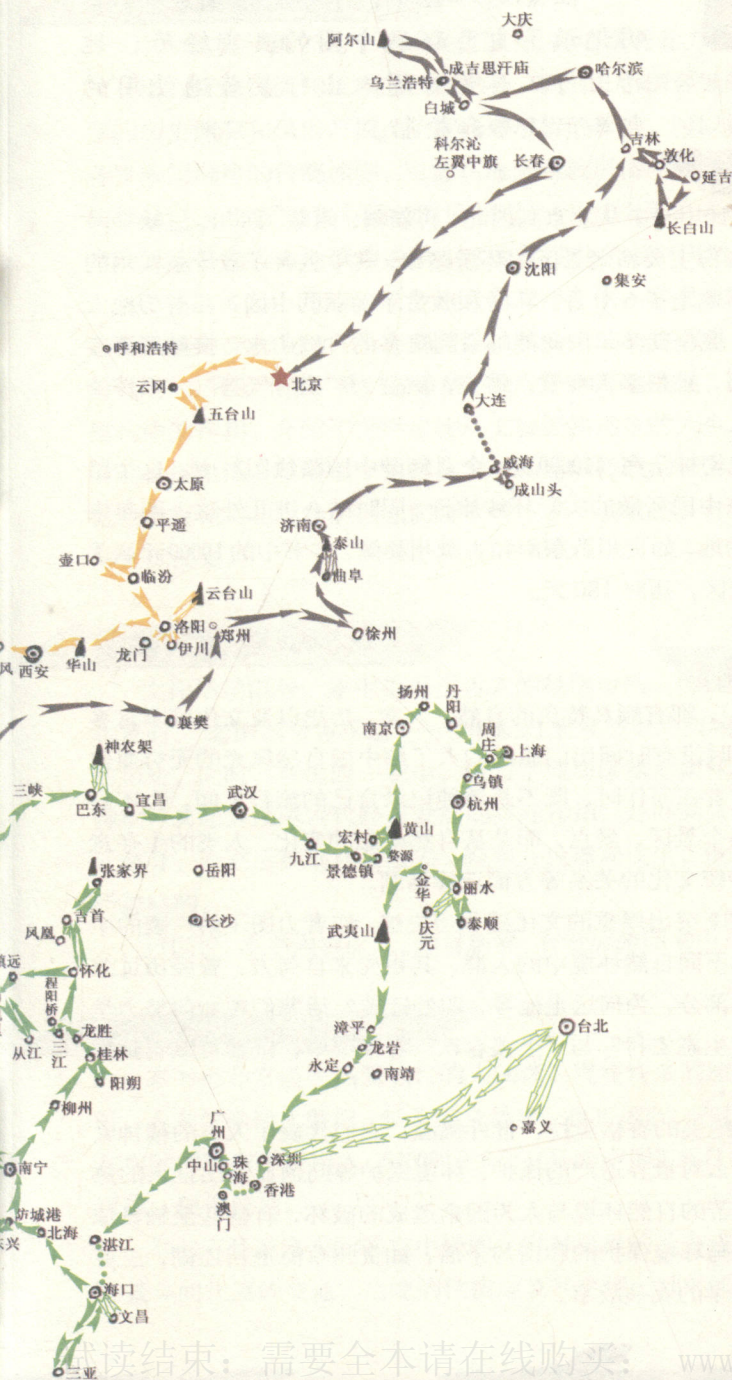 大庆
阿尔山
成吉思汗庙
哈尔滨
乌兰浩特
白城
科尔沁
左翼中旗
长春
吉林
敦化
延吉
长白山
沈阳
集安
呼和浩特
云冈
北京
五台山
大连
威海
成山头
太原
平遥
济南
泰山
壶口
临汾
曲阜
云台山
洛阳
郑州
徐州
龙门
伊川
风
西安
华山
襄樊
扬州
丹阳
南京
周庄
上海
神农架
乌镇
三峡
巴东
宜昌
武汉
杭州
宏村
黄山
九江
景德镇
婺源
张家界
岳阳
金华
丽水
吉首
长沙
庆元
泰顺
凤凰
武夷山
镇远
怀化
程阳桥
从江
三江
龙胜
桂林
漳平
龙岩
台北
阳朔
永定
南靖
柳州
广州
嘉义
南宁
中山
珠海
深圳
香港
澳门
防城港
东兴
北海
湛江
海口
文昌
三亚
试读结束：需要全本请在线购买： www